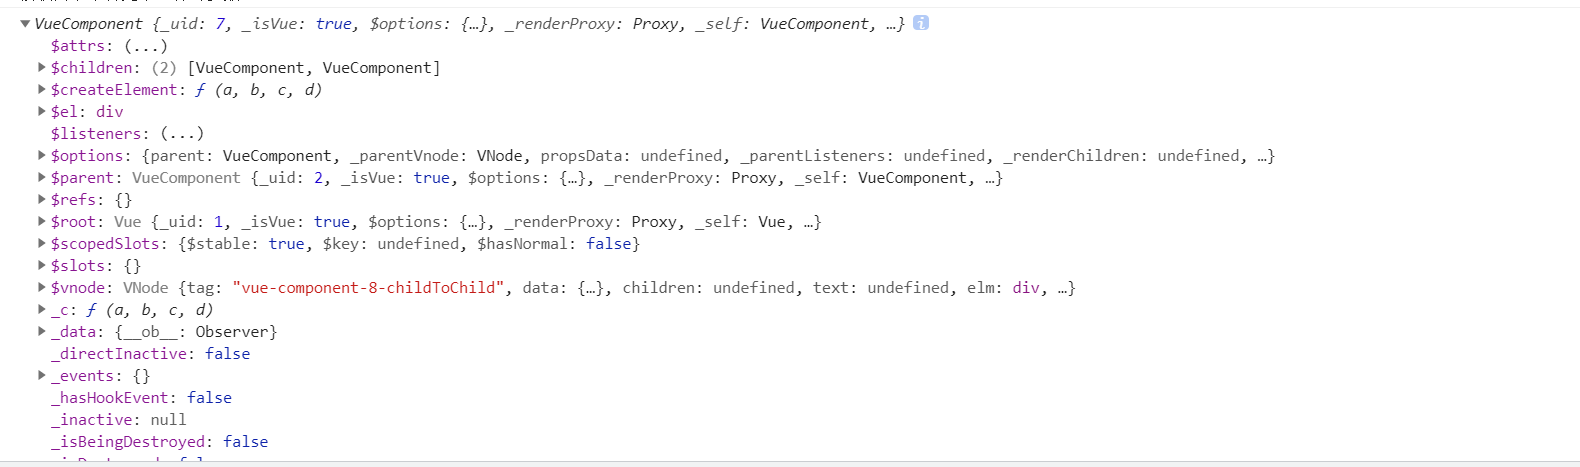 VueComponent {_uid: 7, _isVue: true, $options: {…}, _renderProxy: Proxy, _self: VueComponent, …} i
$attrs: (...)
$children: (2) [VueComponent, VueComponent]
$createElement: ƒ (a, b, c, d)
$el: div
$listeners: (...)
$options: {parent: VueComponent, _parentVnode: VNode, propsData: undefined, _parentListeners: undefined, _renderChildren: undefined, …}
$parent: VueComponent {_uid: 2, _isVue: true, $options: {…}, _renderProxy: Proxy, _self: VueComponent, …}
$refs: {}
$root: Vue {_uid: 1, _isVue: true, $options: {…}, _renderProxy: Proxy, _self: Vue, …}
$scopedSlots: {$stable: true, $key: undefined, $hasNormal: false}
$slots: {}
$vnode: VNode {tag: "vue-component-8-childToChild", data: {…}, children: undefined, text: undefined, elm: div, …}
_c: ƒ (a, b, c, d)
_data: {__ob__: Observer}
_directInactive: false
_events: {}
_hasHookEvent: false
_inactive: null
_isBeingDestroyed: false